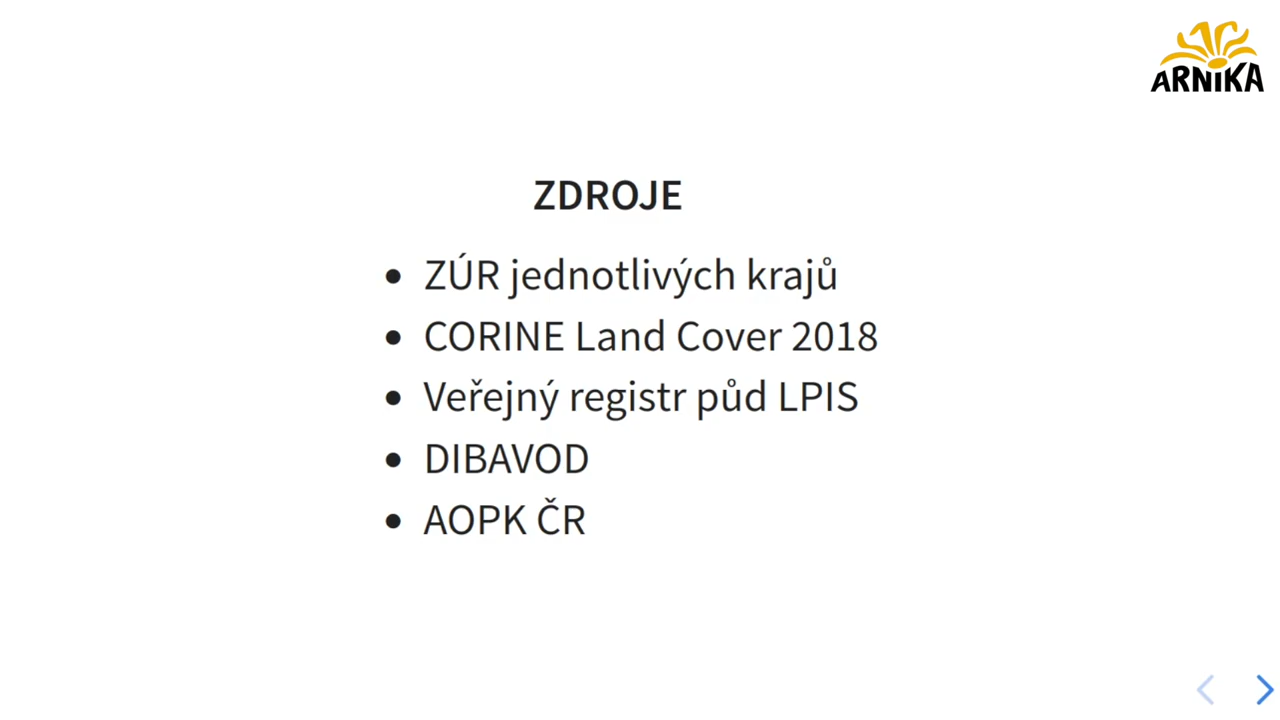 ARNIKA
ZDROJE
ZÚR jednotlivých krajů
CORINE Land Cover 2018
Veřejný registr půd LPIS
DIBAVOD
AOPK ČR